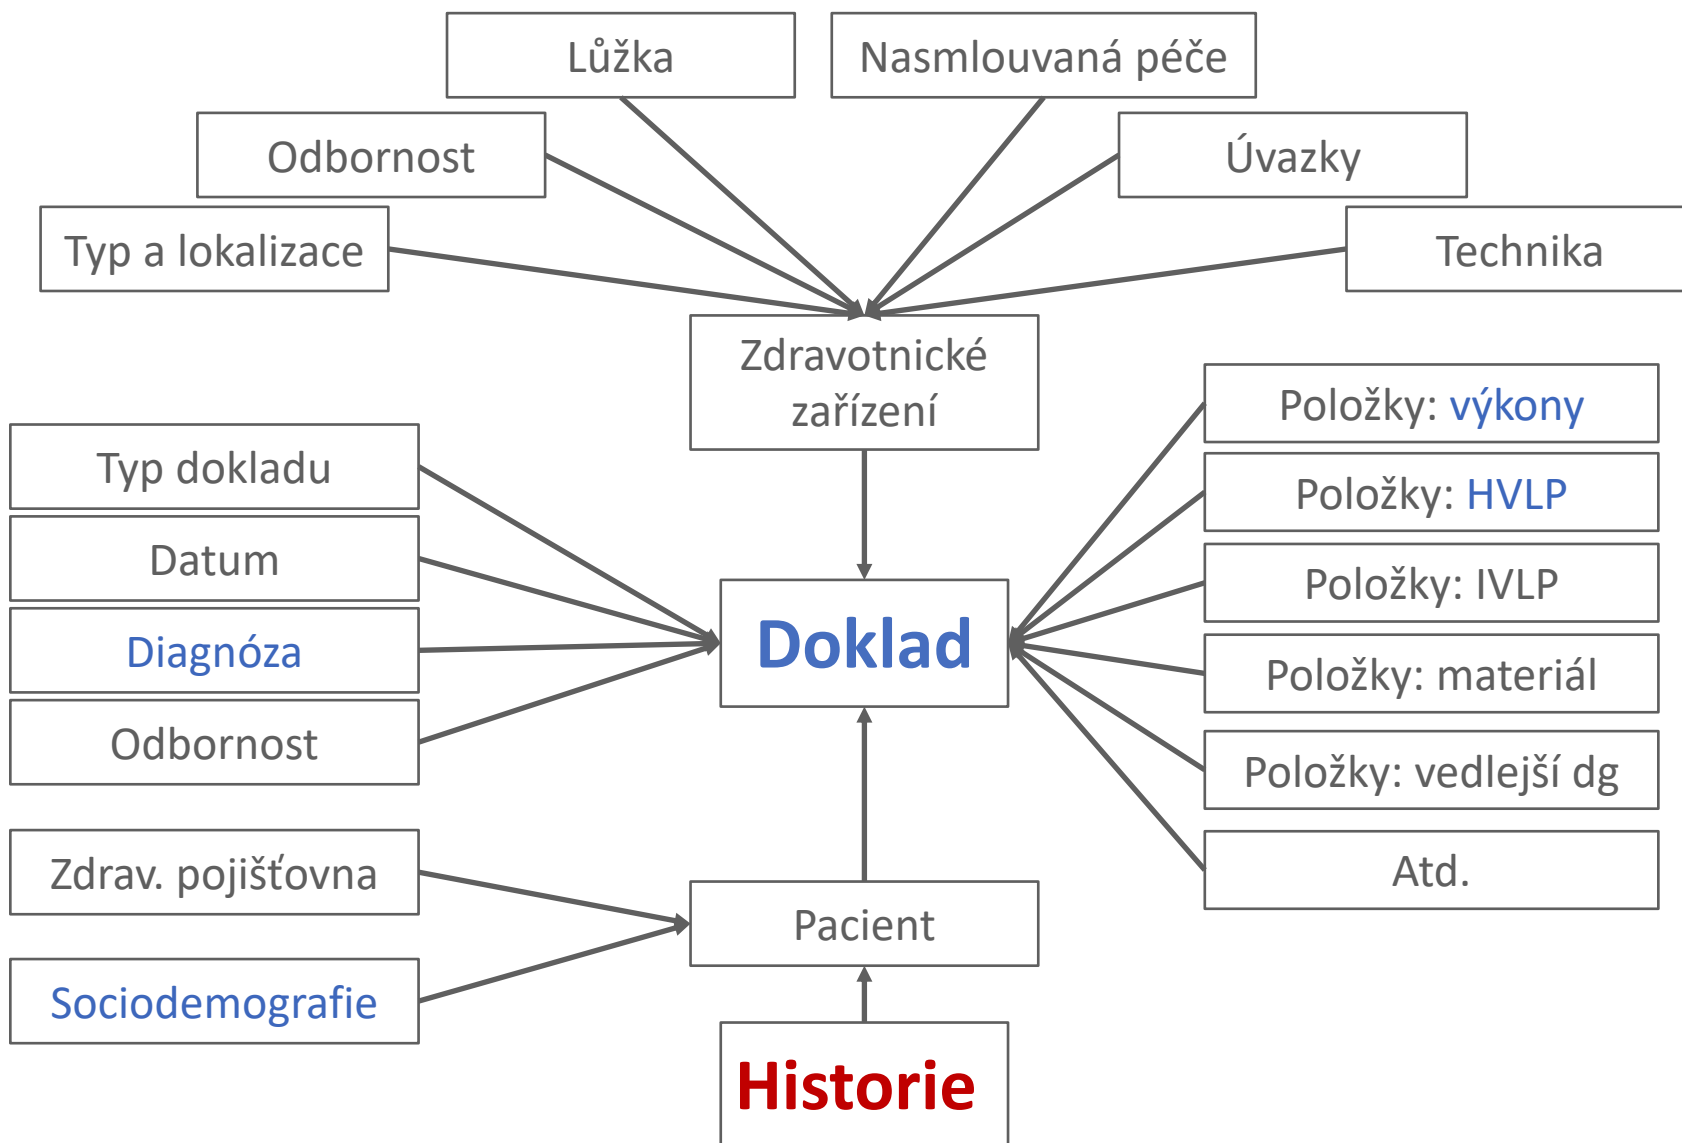 Lůžka
Nasmlouvaná péče
Odbornost
Úvazky
Typ a lokalizace
Technika
Zdravotnické
zařízení
Typ dokladu
Datum
Diagnóza
Odbornost
Doklad
Položky: výkony
Položky: HVLP
Položky: IVLP
Položky: materiál
Položky: vedlejší dg
Atd.
Zdrav. pojišťovna
Sociodemografie
Pacient
Historie